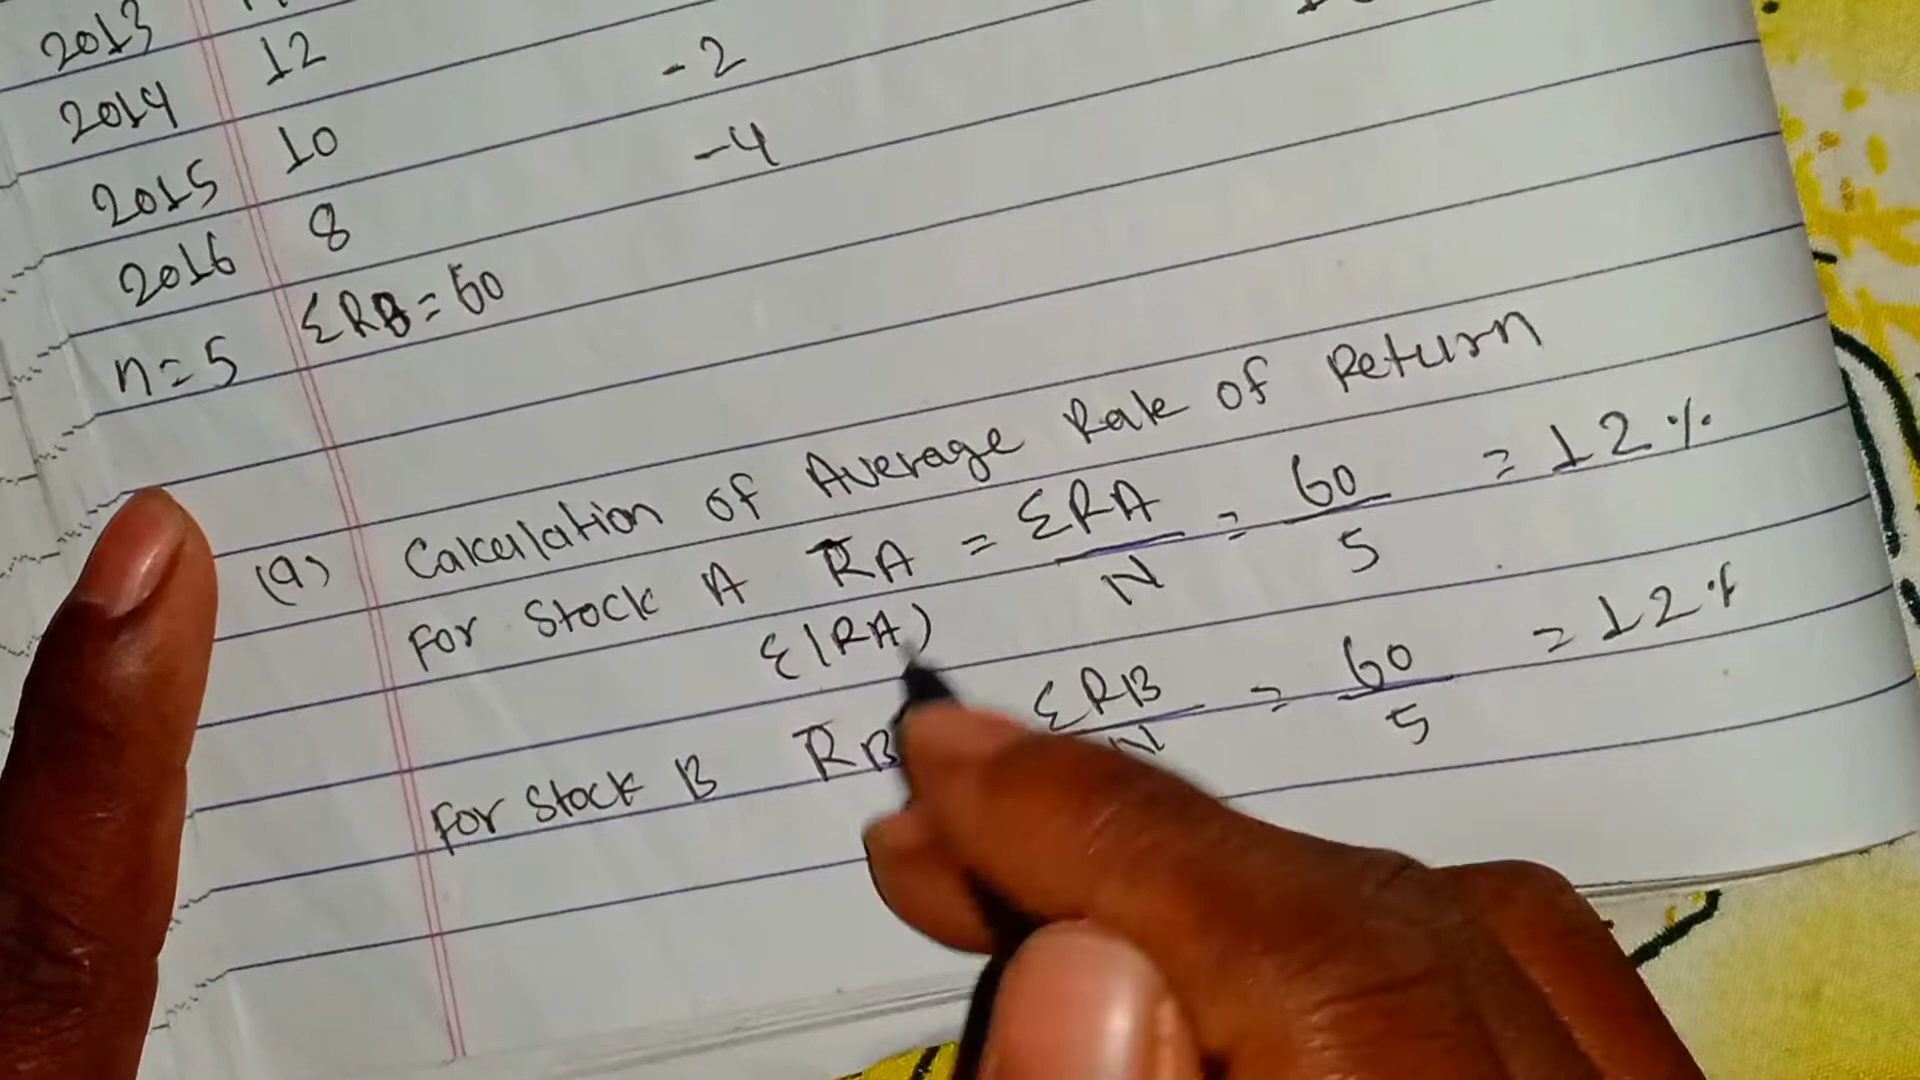 2013
2014 12 -2
2015 10 -4
2016 8
n=5 ΣRB=60
(a) Calculation of Average Rate of Return
For Stock A R̅A = ΣRA/N = 60/5 = 12%
Σ(RA)
For Stock B R̅B ΣRB/N = 60/5 = 12%